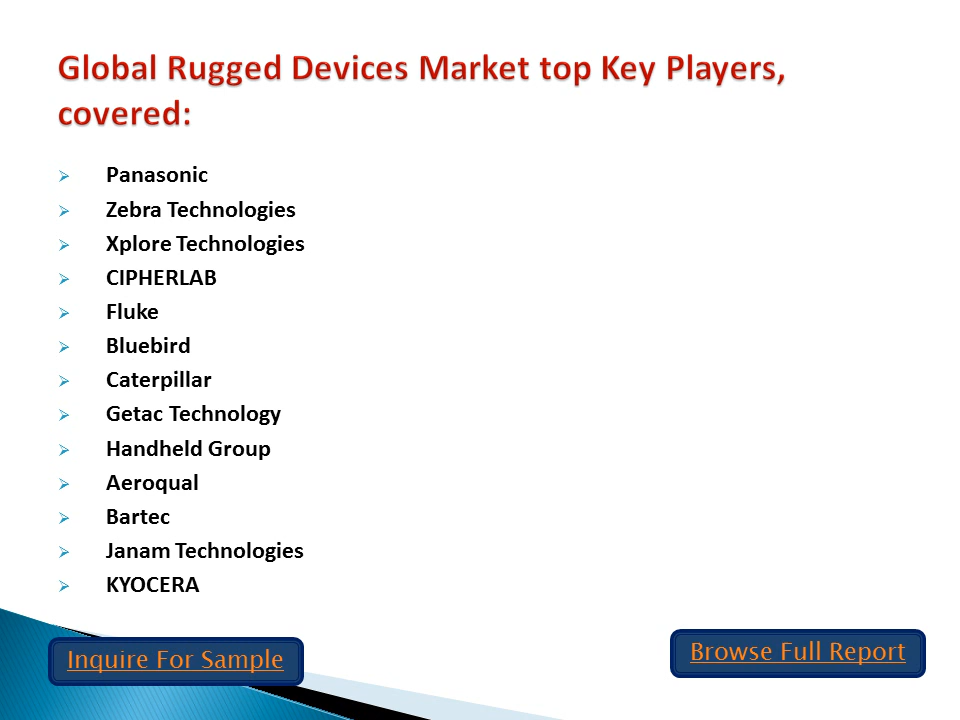 Global Rugged Devices Market top Key Players,
covered:
Panasonic
Zebra Technologies
Xplore Technologies
CIPHERLAB
Fluke
Bluebird
Caterpillar
Getac Technology
Handheld Group
Aeroqual
Bartec
Janam Technologies
KYOCERA
Inquire For Sample
Browse Full Report